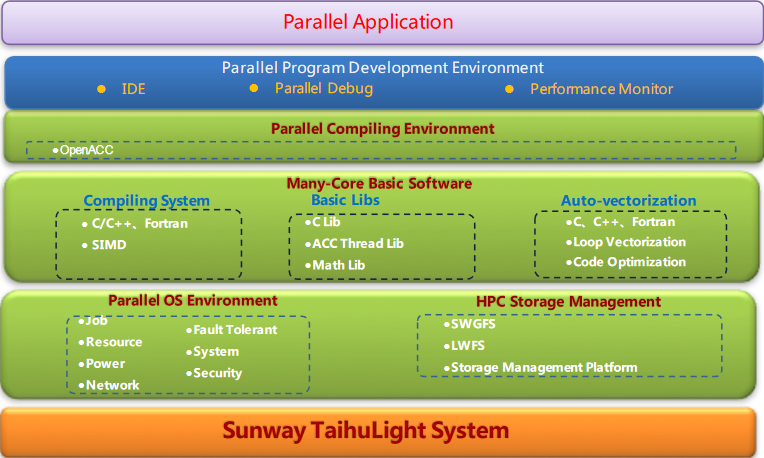 Parallel Application
Parallel Program Development Environment
● IDE
● Parallel Debug
● Performance Monitor
Parallel Compiling Environment
●OpenACC
Many-Core Basic Software
Compiling System
● C/C++、Fortran
● SIMD
Basic Libs
●C Lib
●ACC Thread Lib
●Math Lib
Auto-vectorization
●C、C++、Fortran
●Loop Vectorization
●Code Optimization
Parallel OS Environment
●Job
●Resource
●Power
●Network
●Fault Tolerant
●System
●Security
HPC Storage Management
●SWGFS
●LWFS
●Storage Management Platform
Sunway TaihuLight System